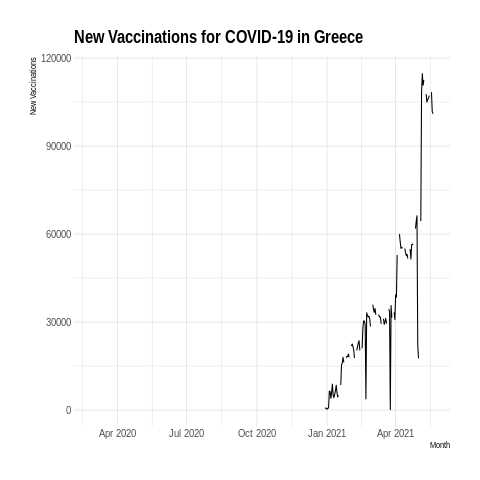 New Vaccinations for COVID-19 in Greece
New Vaccinations
120000
90000
60000
30000
0
Apr 2020 Jul 2020 Oct 2020 Jan 2021 Apr 2021
Month